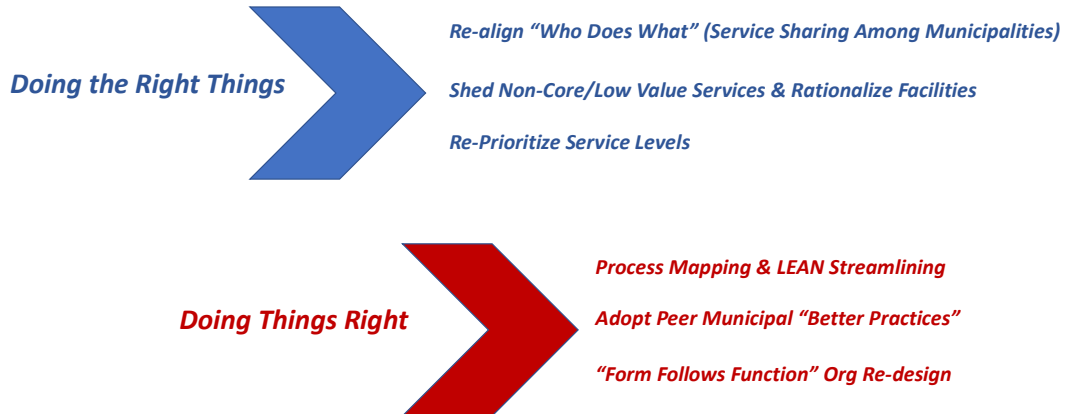 Re-align “Who Does What” (Service Sharing Among Municipalities)
Doing the Right Things
Shed Non-Core/Low Value Services & Rationalize Facilities
Re-Prioritize Service Levels
Process Mapping & LEAN Streamlining
Doing Things Right
Adopt Peer Municipal “Better Practices”
“Form Follows Function” Org Re-design